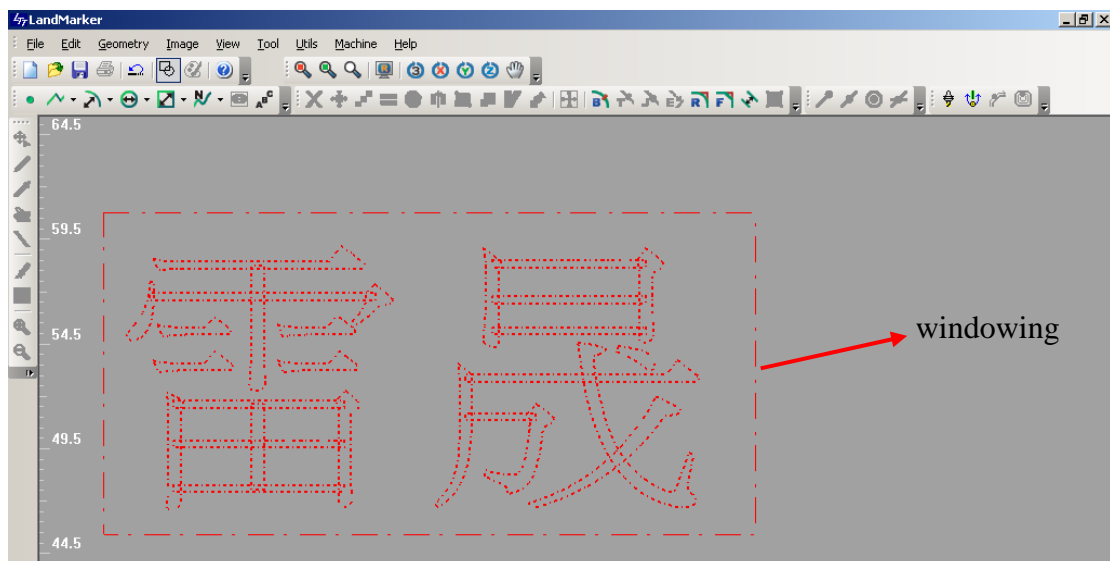 LandMarker
File Edit Geometry Image View Tool Utils Machine Help
64.5
59.5
雷晟
54.5
windowing
49.5
44.5